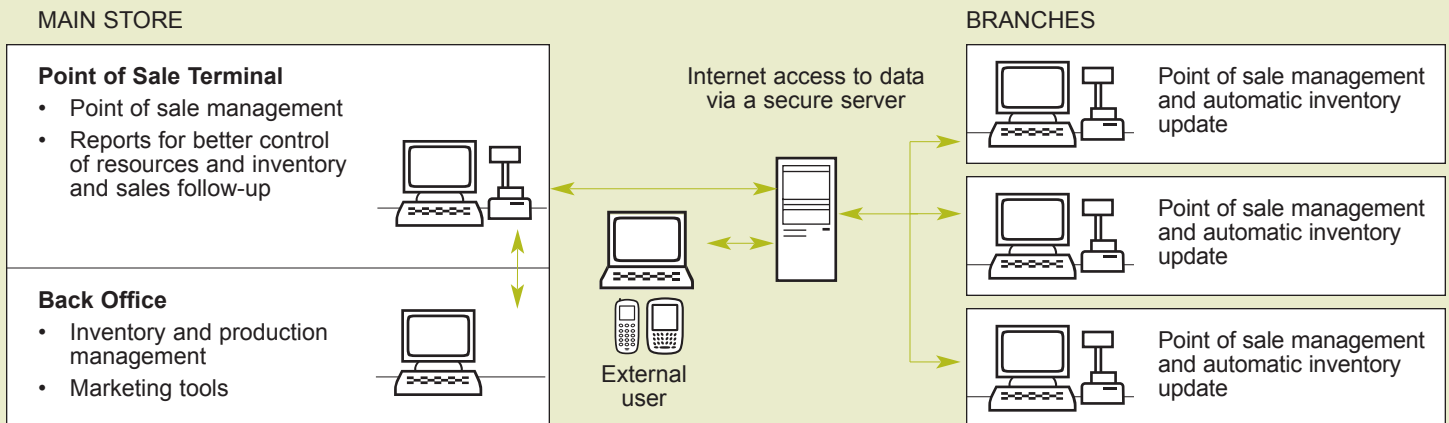 MAIN STORE
Point of Sale Terminal
• Point of sale management
• Reports for better control
of resources and inventory
and sales follow-up
Back Office
• Inventory and production
management
• Marketing tools
Internet access to data
via a secure server
External
user
BRANCHES
Point of sale management
and automatic inventory
update
Point of sale management
and automatic inventory
update
Point of sale management
and automatic inventory
update